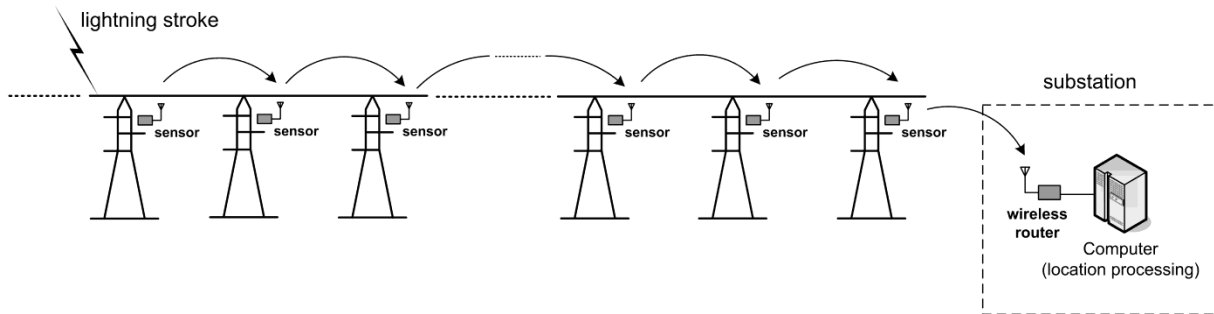 lightning stroke
substation
sensor
sensor
sensor
sensor
sensor
sensor
wireless
router
Computer
(location processing)